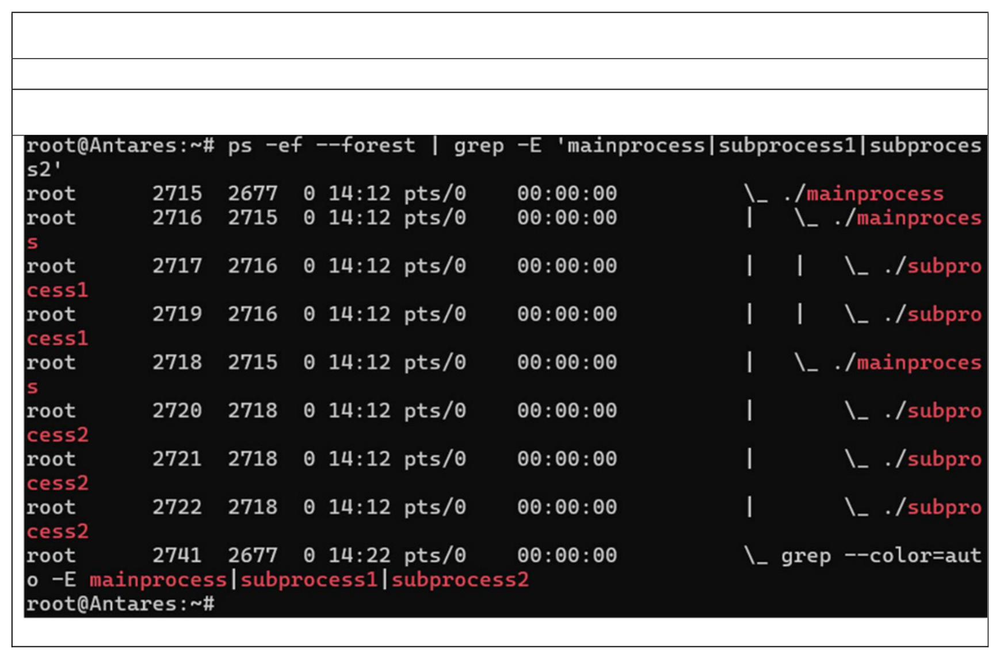 root@Antares:~# ps -ef --forest | grep -E 'mainprocess|subprocess1|subproces
s2'
root      2715  2677  0 14:12 pts/0    00:00:00          \_ ./mainprocess
root      2716  2715  0 14:12 pts/0    00:00:00          |   \_ ./mainproces
s
root      2717  2716  0 14:12 pts/0    00:00:00          |   |   \_ ./subpro
cess1
root      2719  2716  0 14:12 pts/0    00:00:00          |   |   \_ ./subpro
cess1
root      2718  2715  0 14:12 pts/0    00:00:00          |   \_ ./mainproces
s
root      2720  2718  0 14:12 pts/0    00:00:00          |       \_ ./subpro
cess2
root      2721  2718  0 14:12 pts/0    00:00:00          |       \_ ./subpro
cess2
root      2722  2718  0 14:12 pts/0    00:00:00          |       \_ ./subpro
cess2
root      2741  2677  0 14:22 pts/0    00:00:00          \_ grep --color=aut
o -E mainprocess|subprocess1|subprocess2
root@Antares:~#